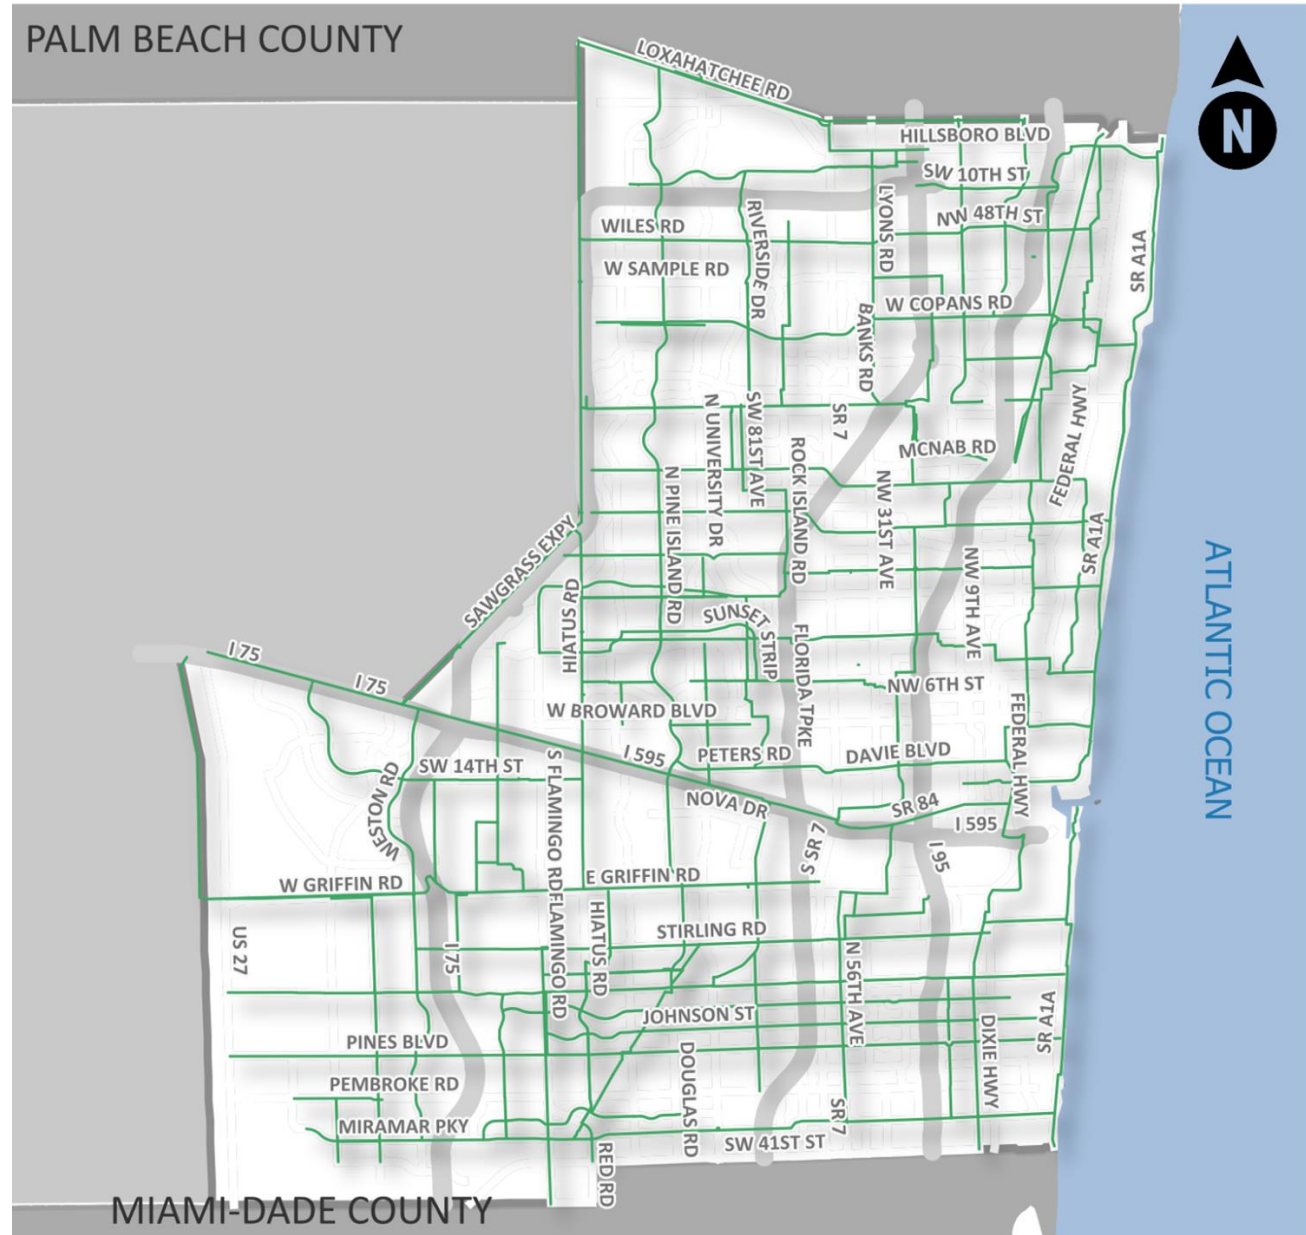 PALM BEACH COUNTY
LOXAHATCHEE RD
N
HILLSBORO BLVD
SW 10TH ST
LYONS RD
NW 48TH ST
RIVERSIDE DR
WILES RD
SR A1A
W SAMPLE RD
W COPANS RD
BANKS RD
N UNIVERSITY DR
SW 81ST AVE
SR 7
FEDERAL HWY
ROCK ISLAND RD
MCNAB RD
N PINE ISLAND RD
NW 31ST AVE
SR A1A
SAWGRASS EXPY
NW 9TH AVE
ATLANTIC OCEAN
HIATUS RD
SUNSET STRIP
FLORIDA TPKE
I 75
I 75
NW 6TH ST
FEDERAL HWY
W BROWARD BLVD
I 595
PETERS RD
DAVIE BLVD
SW 14TH ST
S FLAMINGO RD
WESTON RD
NOVA DR
SR 84
I 595
S SR 7
I 95
W GRIFFIN RD
E GRIFFIN RD
FLAMINGO RD
HIATUS RD
US 27
I 75
STIRLING RD
N 56TH AVE
SR A1A
JOHNSON ST
DIXIE HWY
PINES BLVD
DOUGLAS RD
PEMBROKE RD
SR 7
MIRAMAR PKY
SW 41ST ST
RED RD
MIAMI-DADE COUNTY